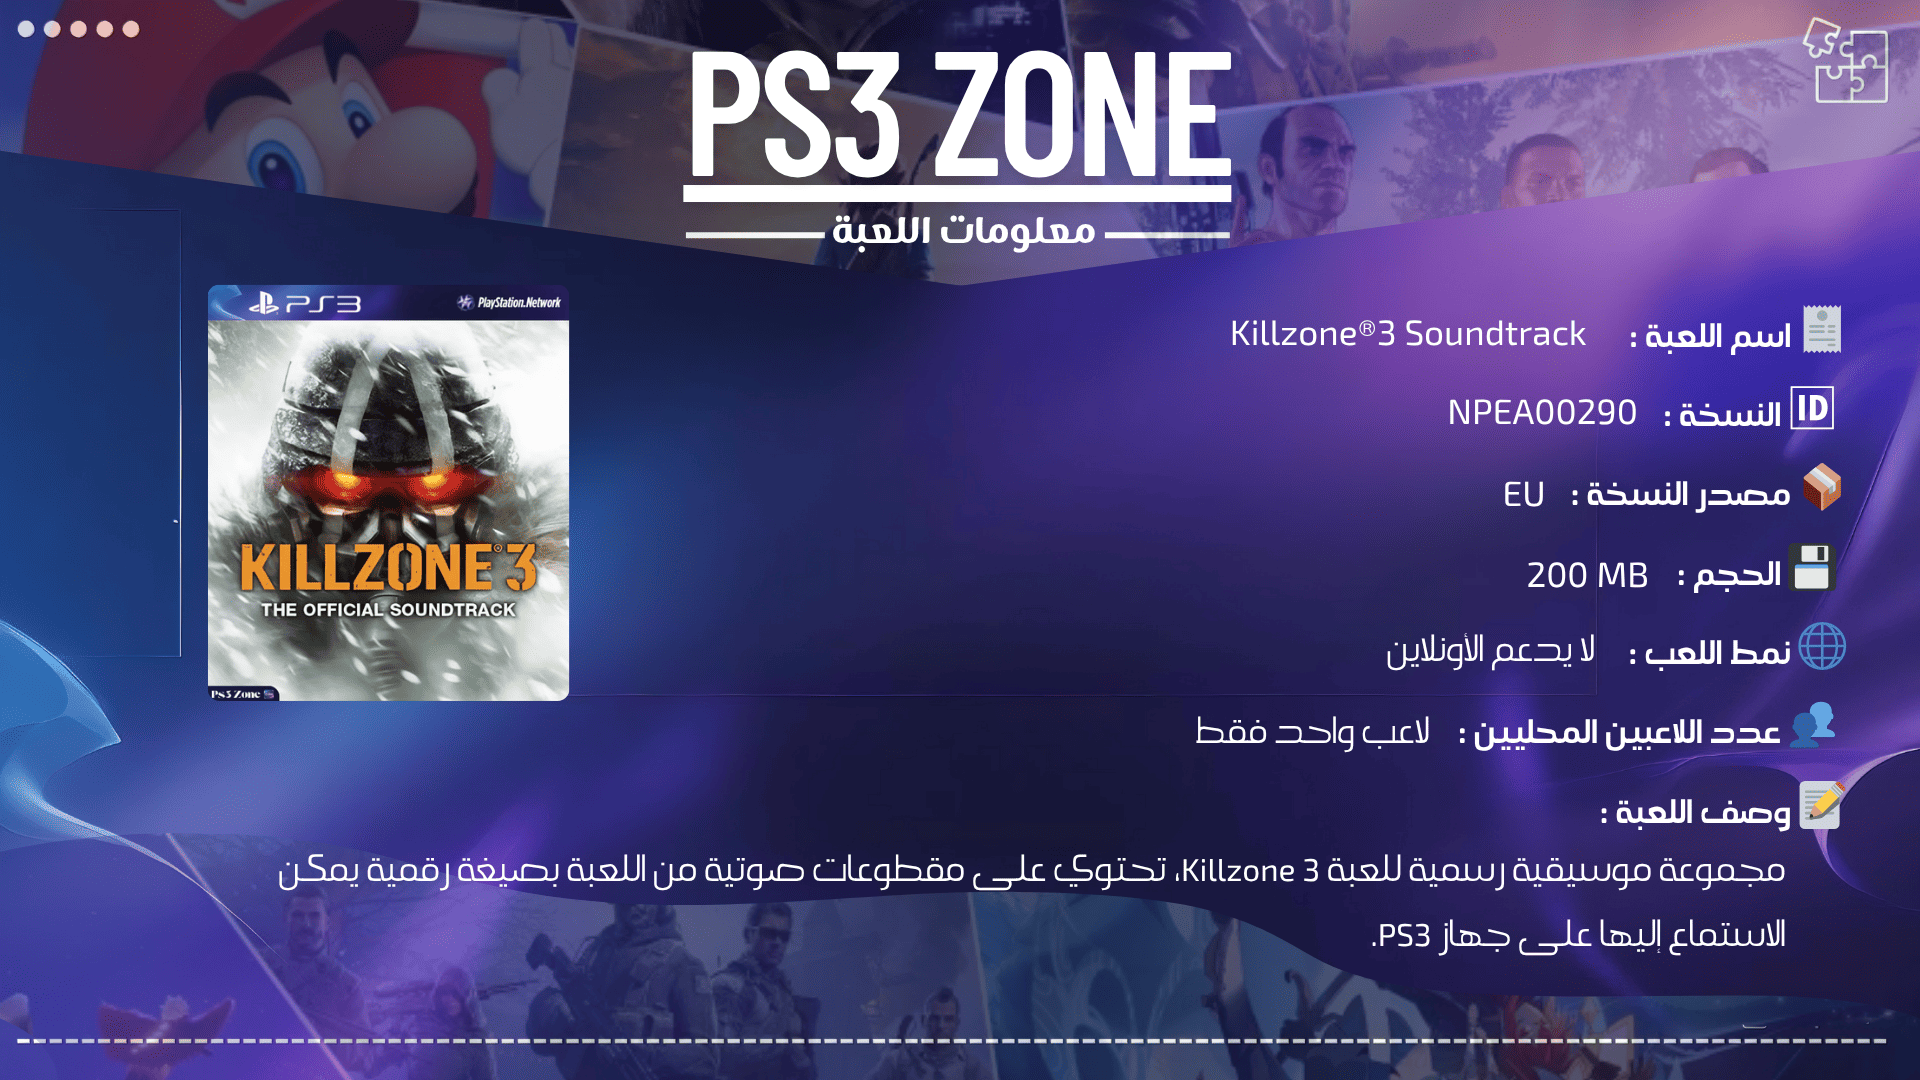 PS3 ZONE
معلومات اللعبة
PS3 PlayStation.Network
KILLZONE®3
THE OFFICIAL SOUNDTRACK
Ps3 Zone
اسم اللعبة : Killzone®3 Soundtrack
ID النسخة : NPEA00290
مصدر النسخة : EU
الحجم : 200 MB
نمط اللعب : لا يدعم الأونلاين
عدد اللاعبين المحليين : لاعب واحد فقط
وصف اللعبة :
مجموعة موسيقية رسمية للعبة Killzone 3، تحتوي على مقطوعات صوتية من اللعبة بصيغة رقمية يمكن
الاستماع إليها على جهاز PS3.